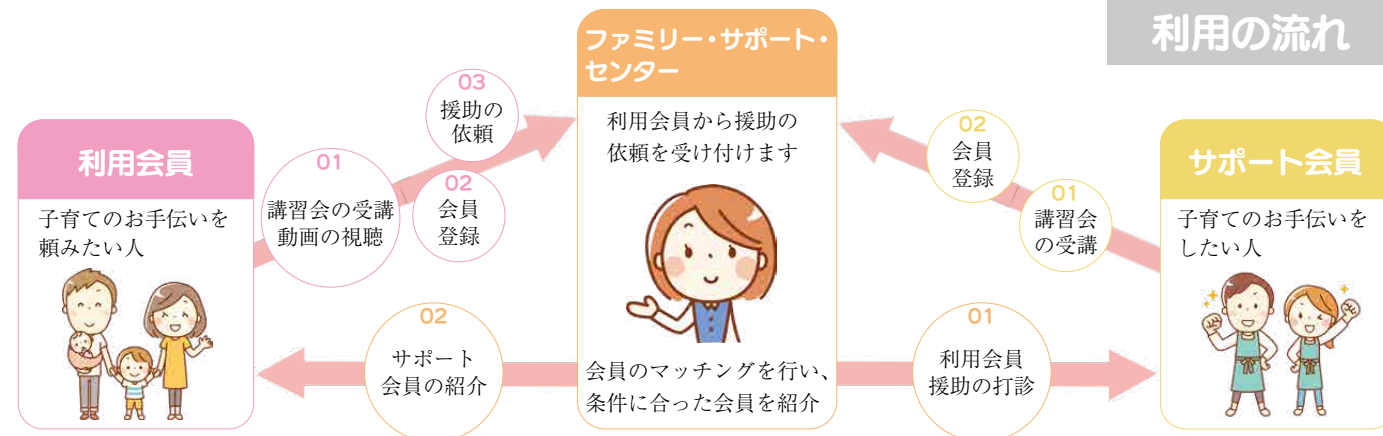 利用の流れ
利用会員
子育てのお手伝いを
頼みたい人
01
講習会の受講
動画の視聴
02
会員
登録
03
援助の
依頼
ファミリー・サポート・
センター
利用会員から援助の
依頼を受け付けます
会員のマッチングを行い、
条件に合った会員を紹介
サポート会員
子育てのお手伝いを
したい人
01
講習会
の受講
02
会員
登録
01
利用会員
援助の打診
02
サポート
会員の紹介